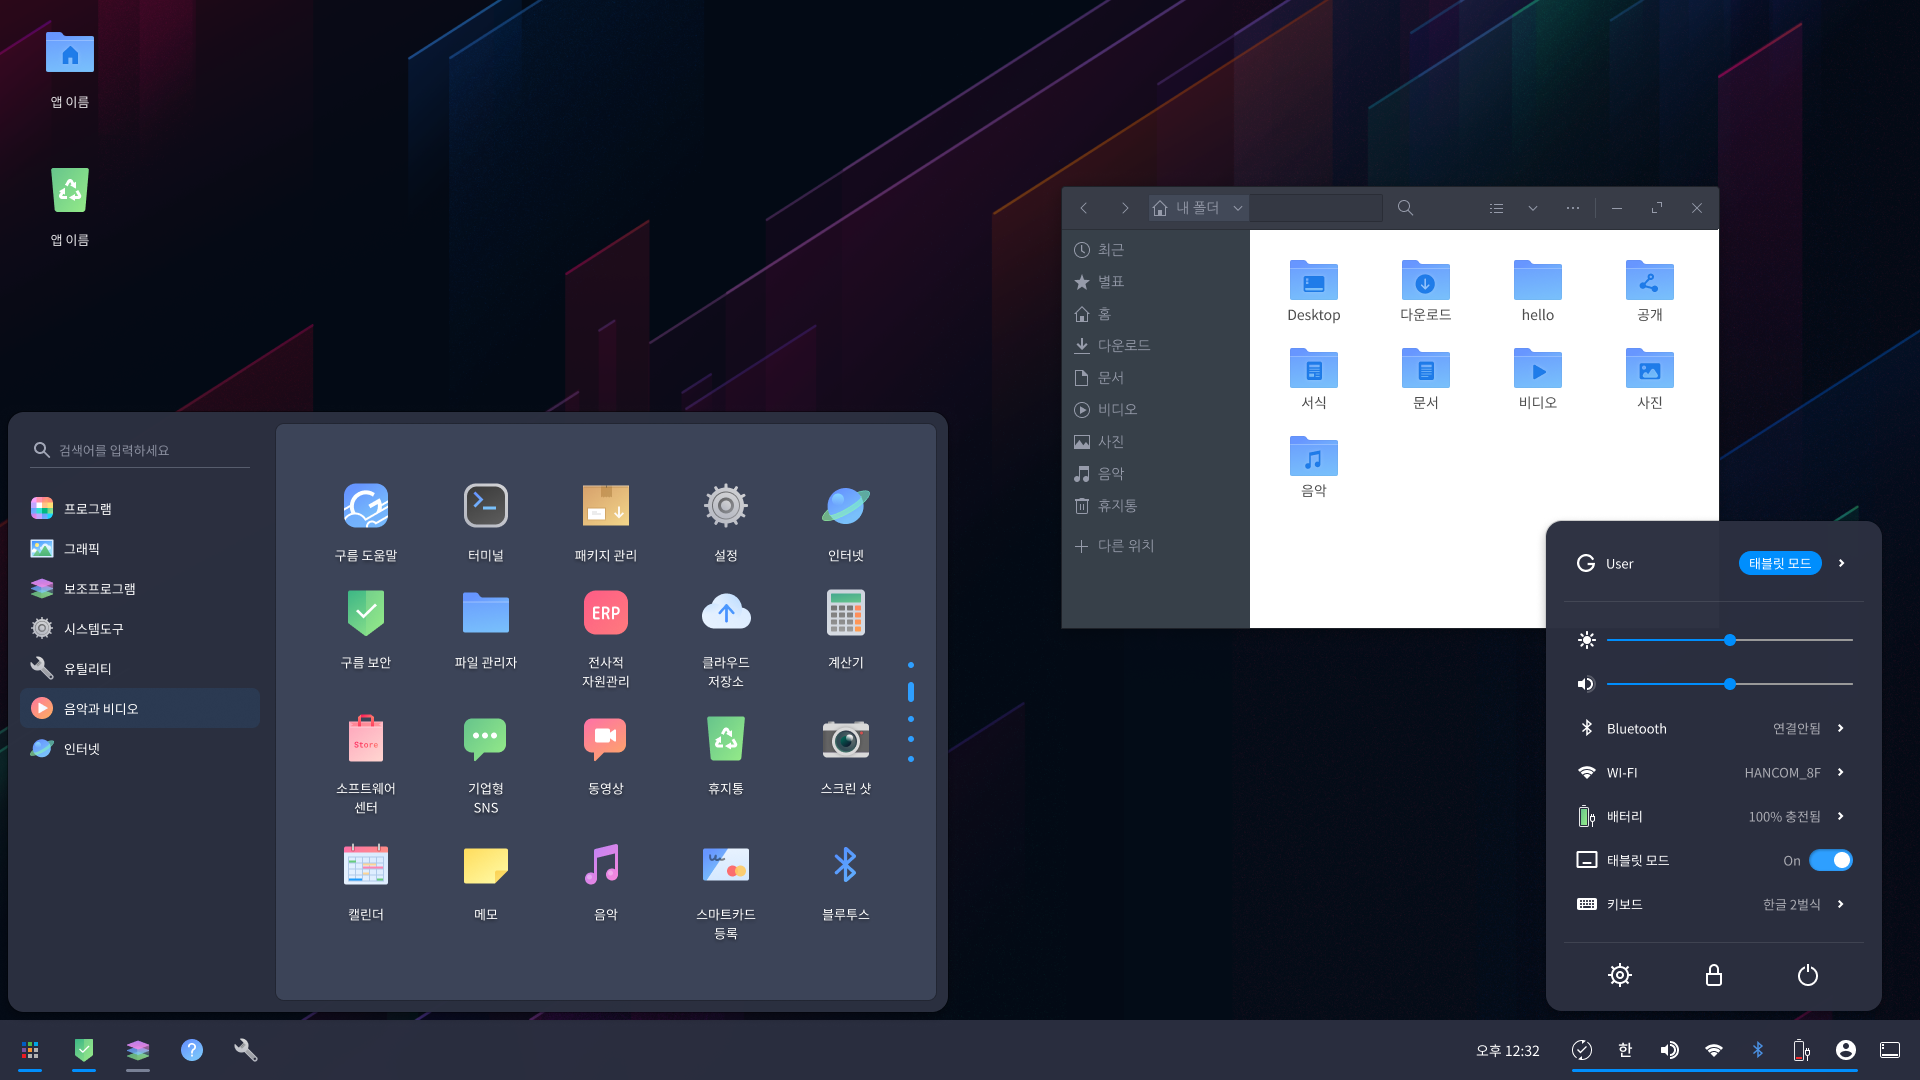 앱 이름
앱 이름
내 폴더
최근
별표
홈
다운로드
문서
비디오
사진
음악
휴지통
다른 위치
Desktop
다운로드
hello
공개
서식
문서
비디오
사진
음악
검색어를 입력하세요
프로그램
그래픽
보조프로그램
시스템도구
유틸리티
음악과 비디오
인터넷
구름 도움말
터미널
패키지 관리
설정
인터넷
구름 보안
파일 관리자
ERP
전사적
자원관리
클라우드
저장소
계산기
Store
소프트웨어
센터
기업형
SNS
동영상
휴지통
스크린 샷
캘린더
메모
음악
스마트카드
등록
블루투스
User
태블릿 모드
Bluetooth
연결안됨
WI-FI
HANCOM_8F
배터리
100% 충전됨
태블릿 모드
On
키보드
한글 2벌식
오후 12:32
한